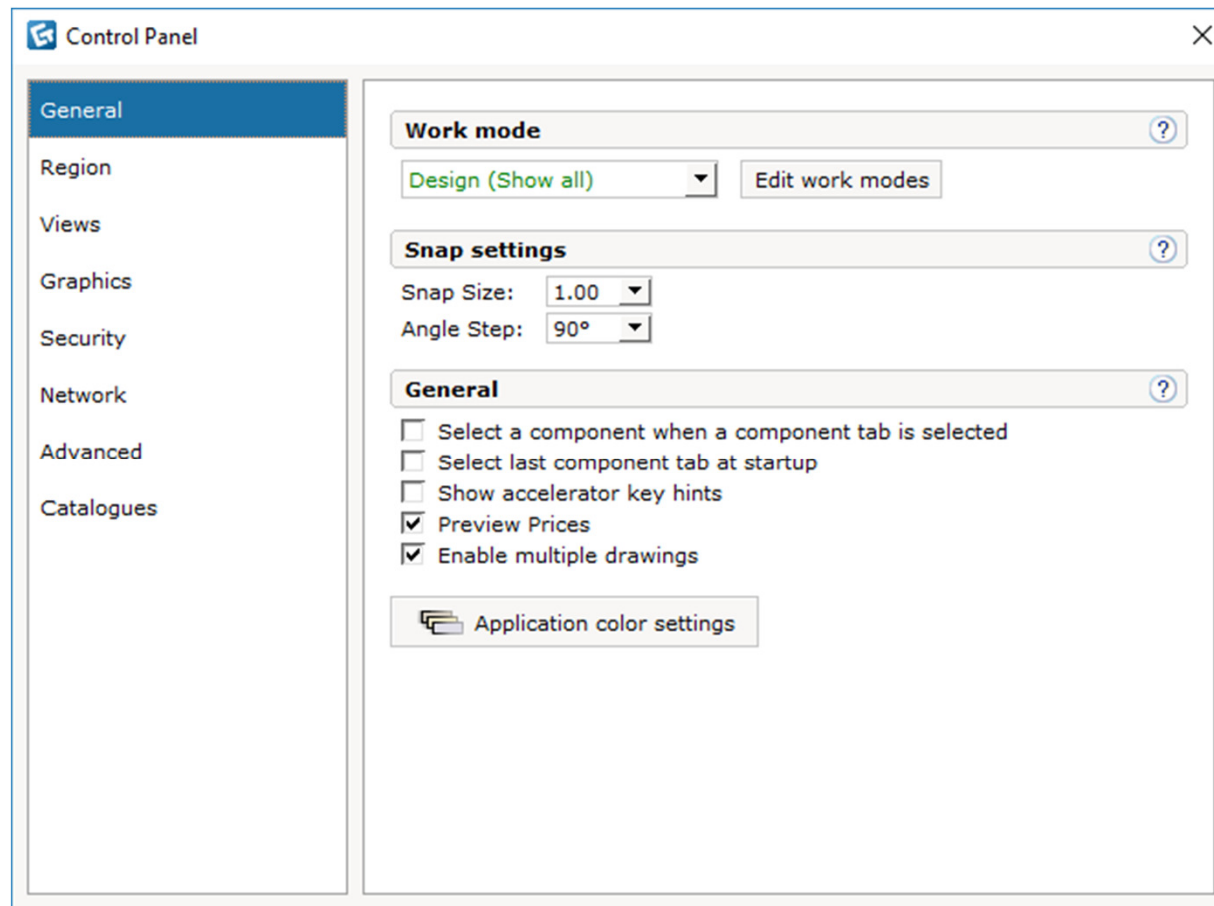 Control Panel
General
Region
Views
Graphics
Security
Network
Advanced
Catalogues
Work mode ?
Design (Show all) Edit work modes
Snap settings ?
Snap Size: 1.00
Angle Step: 90°
General ?
Select a component when a component tab is selected
Select last component tab at startup
Show accelerator key hints
Preview Prices
Enable multiple drawings
Application color settings